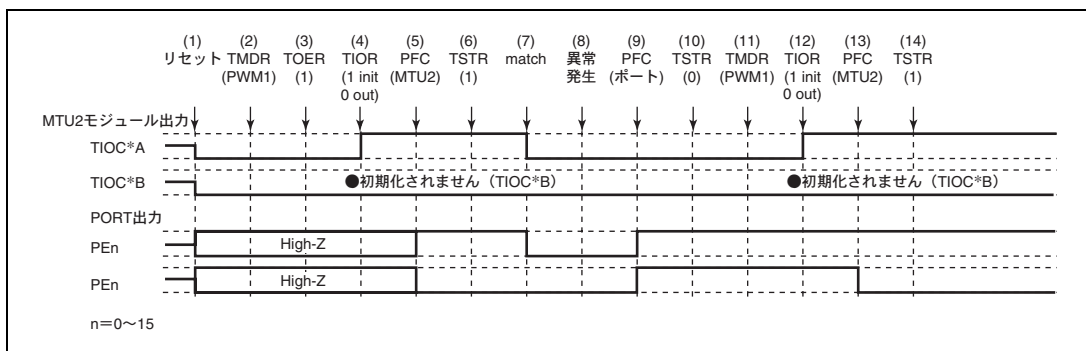 (1) (2) (3) (4) (5) (6) (7) (8) (9) (10) (11) (12) (13) (14)
リセット TMDR TOER TIOR PFC TSTR match 異常 PFC TSTR TMDR TIOR PFC TSTR
(PWM1) (1) (1 init (MTU2) (1) 発生 (ポート) (0) (PWM1) (1 init (MTU2) (1)
0 out) 0 out)
MTU2モジュール出力
TIOC*A
TIOC*B ●初期化されません（TIOC*B） ●初期化されません（TIOC*B）
PORT出力
PEn High-Z
PEn High-Z
n＝0～15